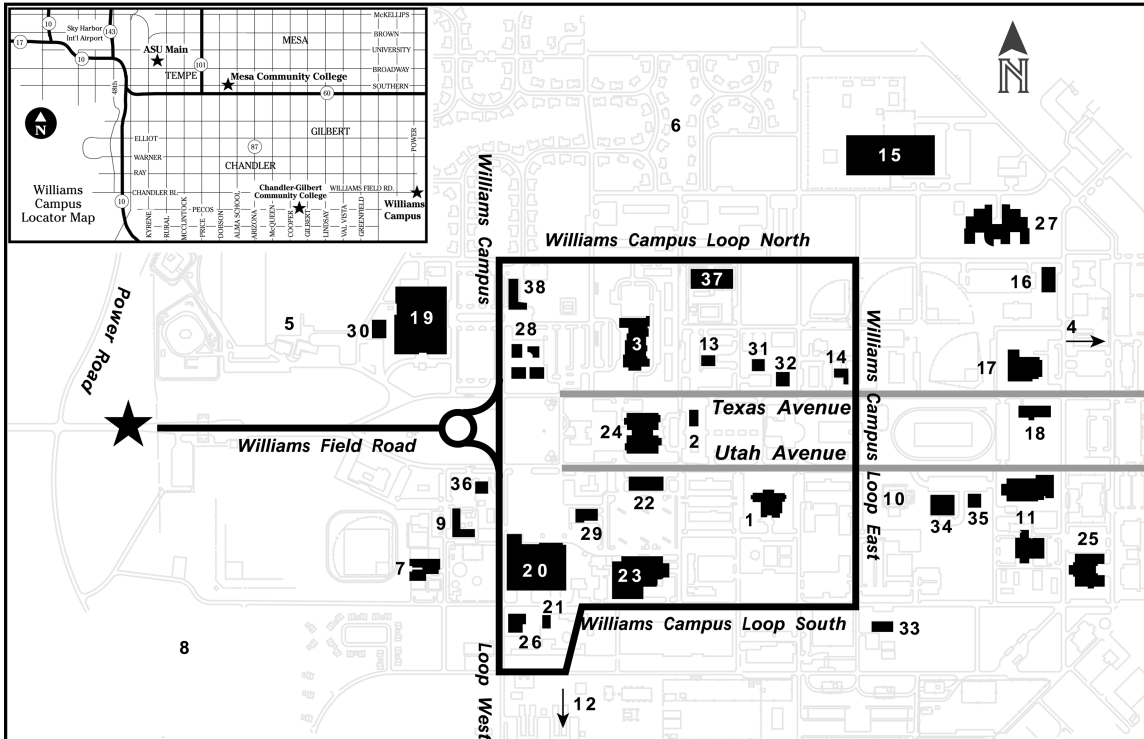 McKELLIPS
BROWN
UNIVERSITY
BROADWAY
SOUTHERN
10
143
17
Sky Harbor
Int'l Airport
10
ASU Main
MESA
TEMPE
101
Mesa Community College
48th
60
N
GILBERT
POWER
ELLIOT
87
WARNER
CHANDLER
RAY
CHANDLER BL.
Chandler-Gilbert
Community College
WILLIAMS FIELD RD.
Williams
Campus
Locator Map
10
PECOS
Williams
Campus
KYRENE
RURAL
McCLINTOCK
PRICE
DOBSON
ALMA SCHOOL
ARIZONA
McQUEEN
COOPER
GILBERT
LINDSAY
VAL VISTA
GREENFIELD
N
6
15
27
Williams Campus
Williams Campus Loop North
16
37
38
Power Road
5
30
19
28
3
13
31
32
14
Williams Campus Loop East
4
17
Texas Avenue
18
24
2
Williams Field Road
Utah Avenue
36
22
10
9
29
1
34
35
11
7
20
23
25
21
26
Williams Campus Loop South
33
8
Loop West
12